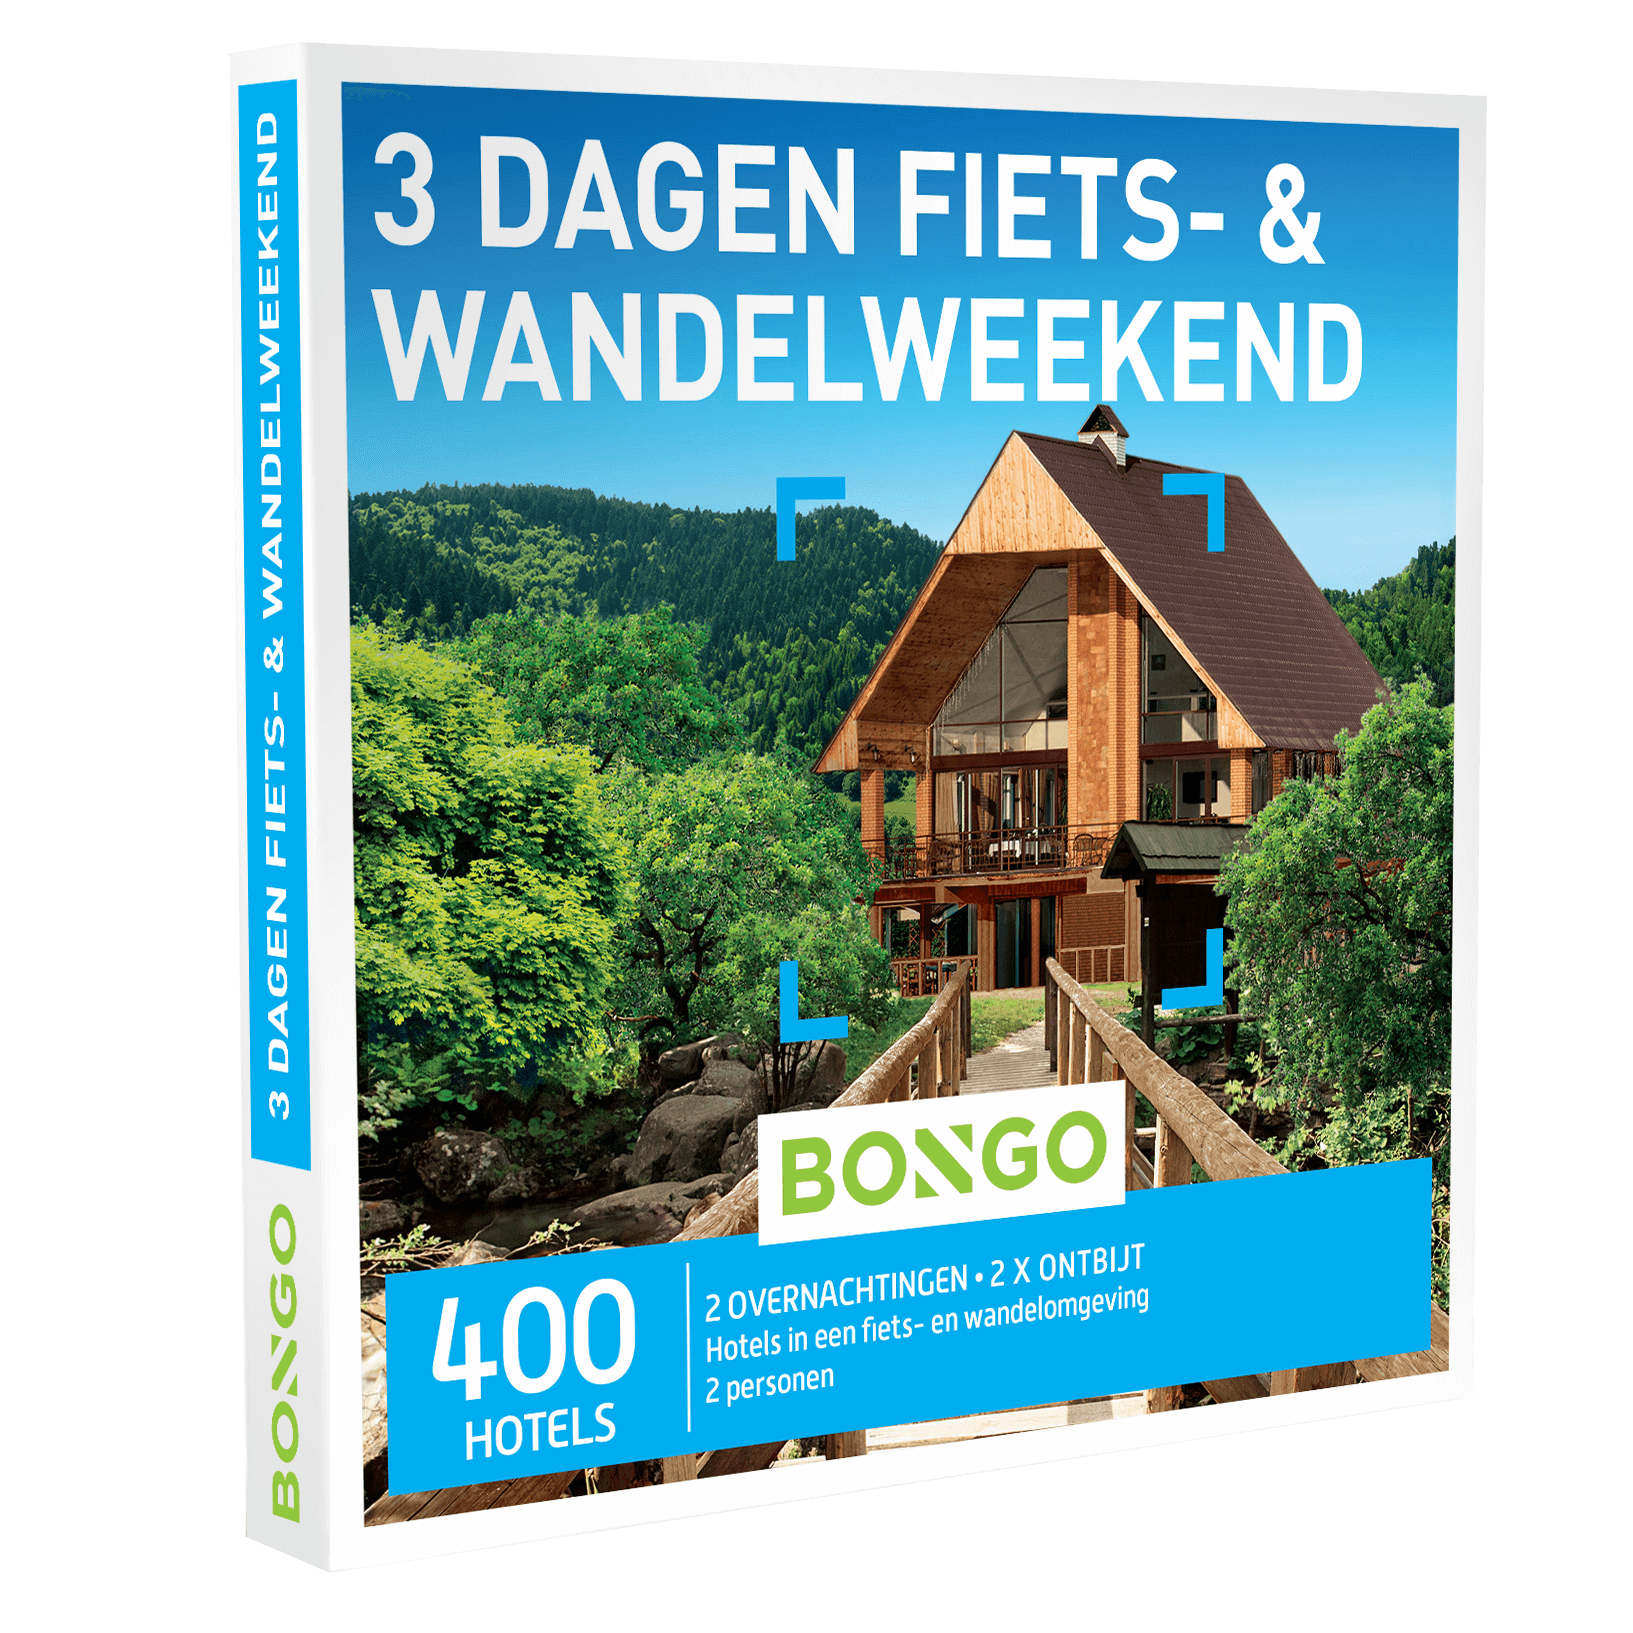 3 DAGEN FIETS- &
WANDELWEEKEND
BONGO
400
HOTELS
2 OVERNACHTINGEN • 2 X ONTBIJT
Hotels in een fiets- en wandelomgeving
2 personen
3 DAGEN FIETS- & WANDELWEEKEND
BONGO